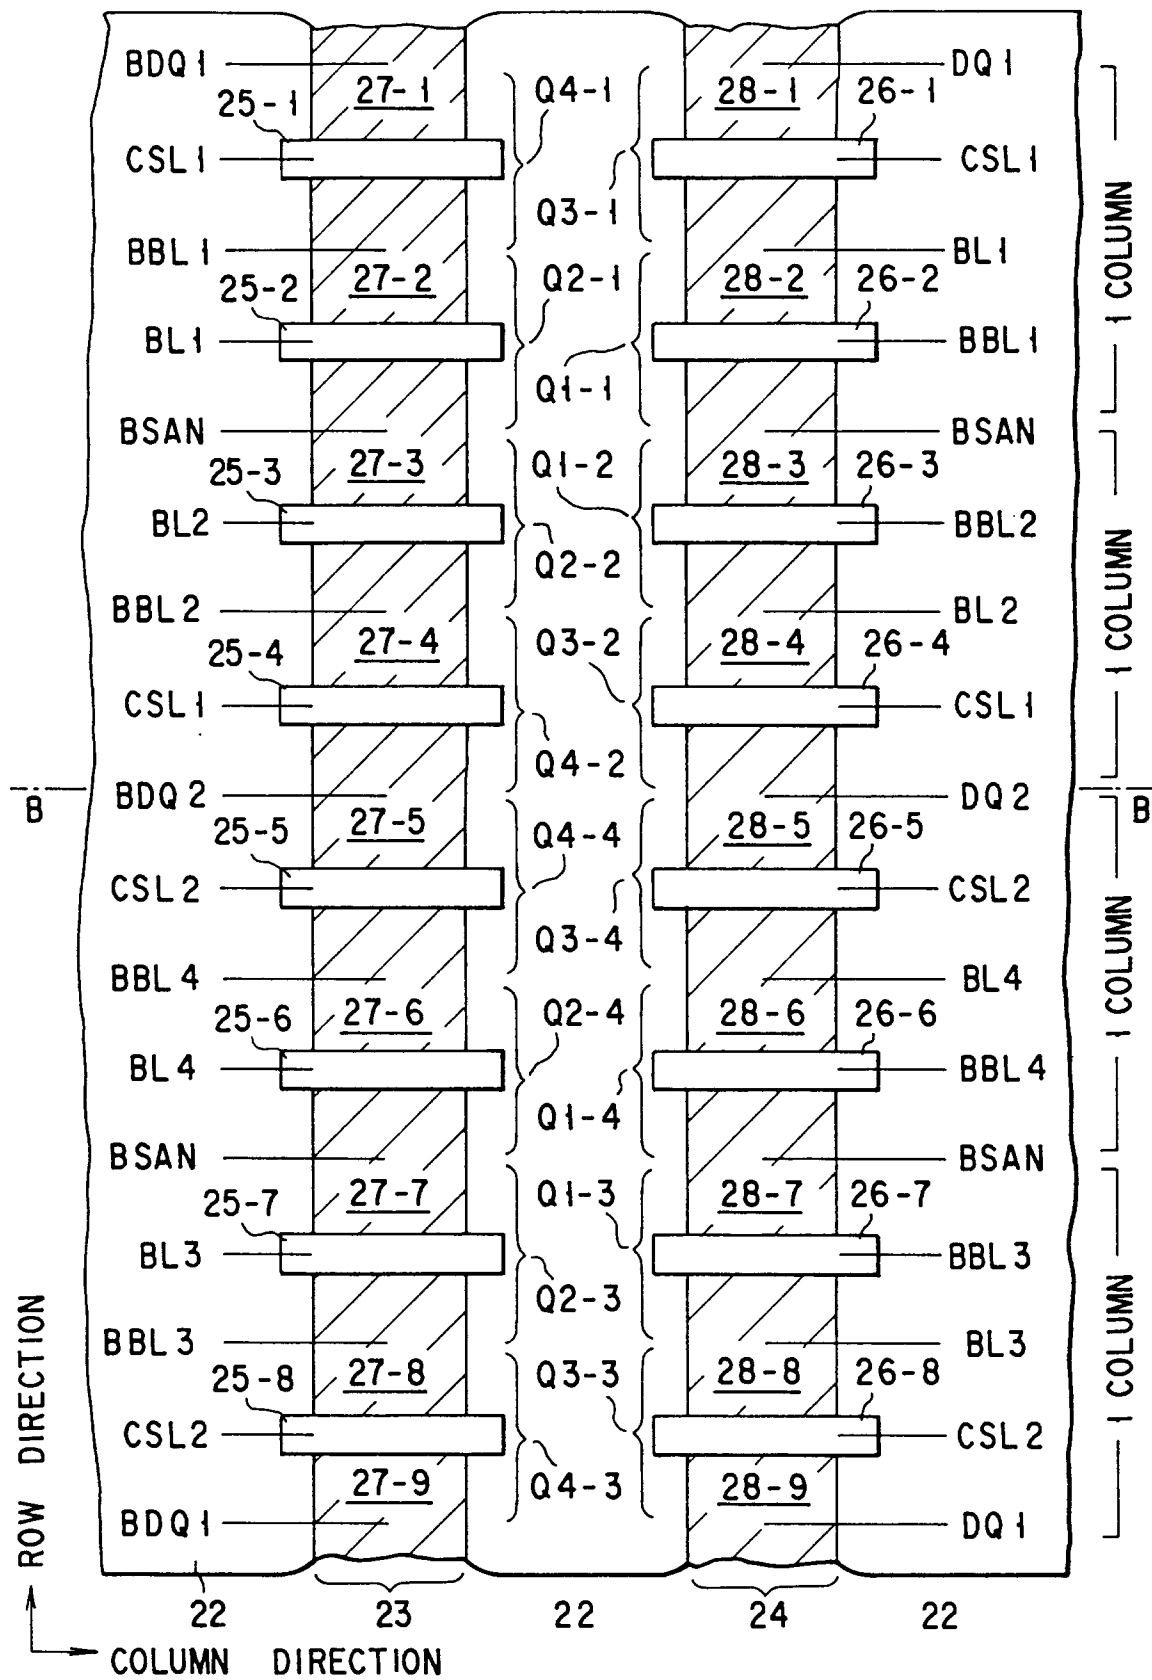 BDQ1 27-1 Q4-1 28-1 DQ1
25-1 26-1
CSL1 CSL1
Q3-1
BBL1 BL1
25-2 27-2 Q2-1 28-2 26-2
BL1 BBL1
Q1-1
BSAN BSAN
25-3 27-3 Q1-2 28-3 26-3
BL2 BBL2
Q2-2
BBL2 BL2
25-4 27-4 Q3-2 28-4 26-4
CSL1 CSL1
Q4-2
BDQ2 DQ2
B B
25-5 27-5 Q4-4 28-5 26-5
CSL2 CSL2
Q3-4
BBL4 BL4
25-6 27-6 Q2-4 28-6 26-6
BL4 BBL4
Q1-4
BSAN BSAN
25-7 27-7 Q1-3 28-7 26-7
BL3 BBL3
Q2-3
BBL3 BL3
25-8 27-8 Q3-3 28-8 26-8
CSL2 CSL2
27-9 Q4-3 28-9
BDQ1 DQ1
22 23 22 24 22
1 COLUMN
1 COLUMN
1 COLUMN
1 COLUMN
ROW DIRECTION
COLUMN DIRECTION